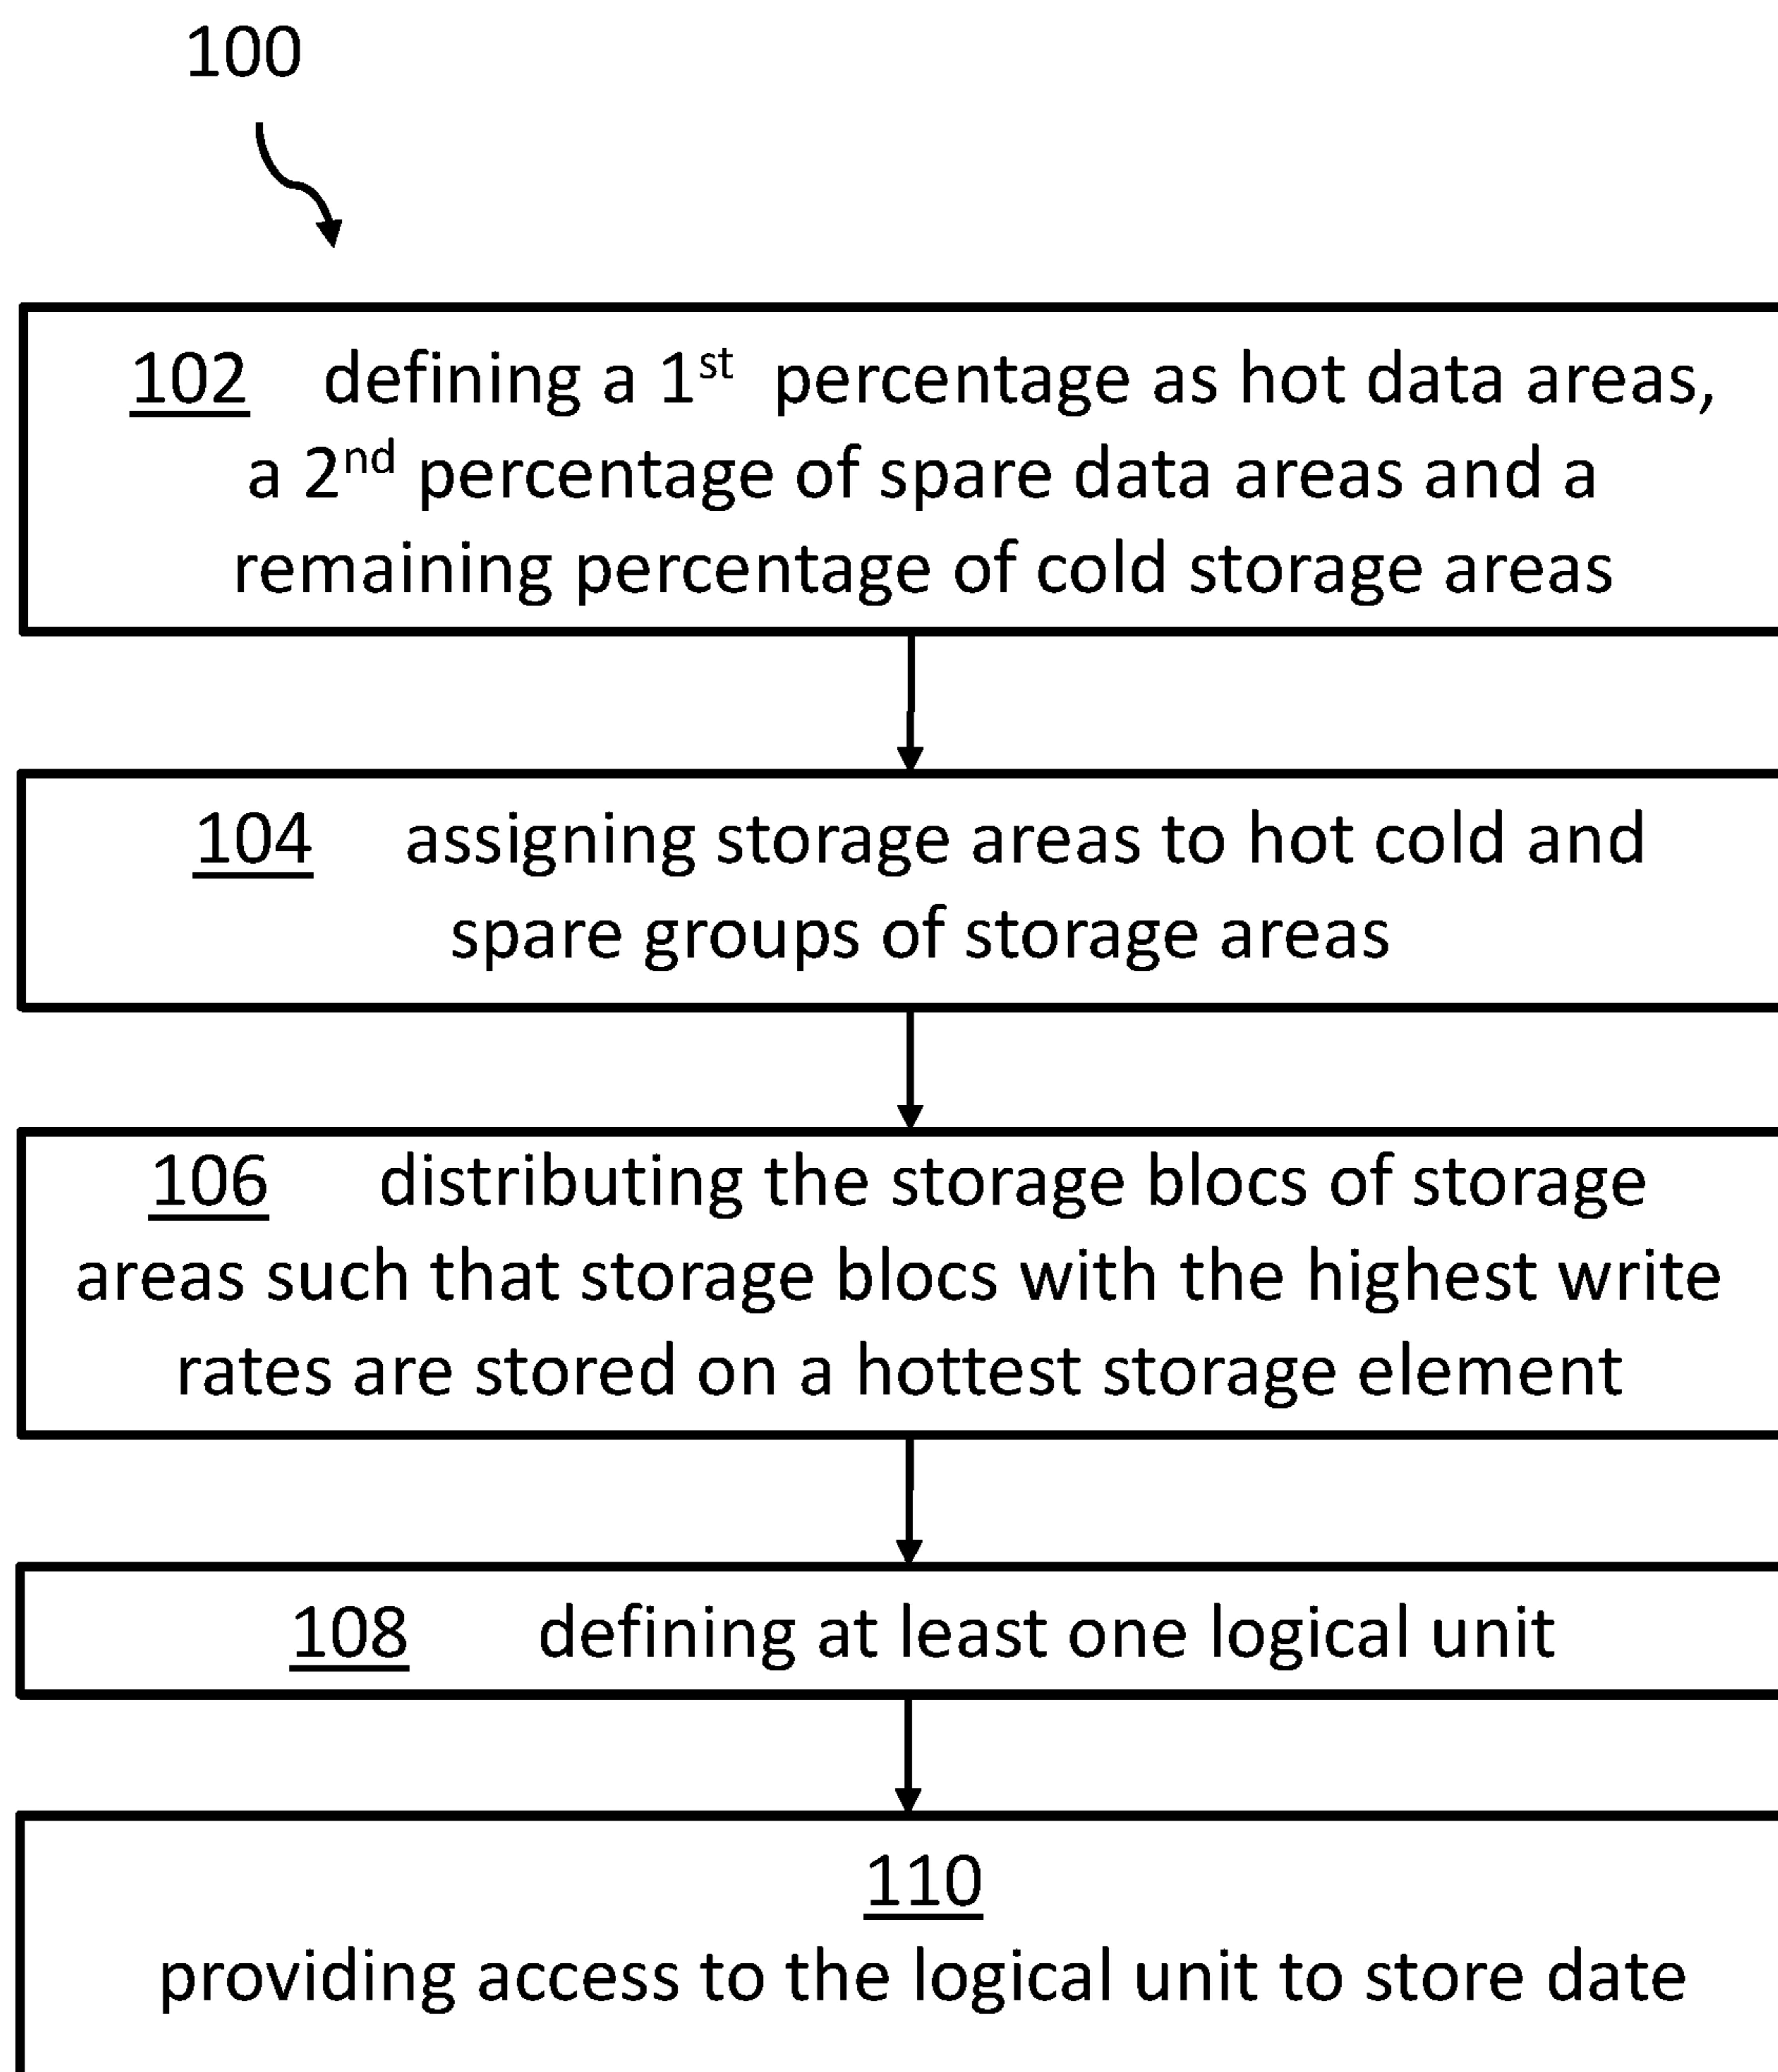 100
102 defining a 1st percentage as hot data areas,
a 2nd percentage of spare data areas and a
remaining percentage of cold storage areas
104 assigning storage areas to hot cold and
spare groups of storage areas
106 distributing the storage blocs of storage
areas such that storage blocs with the highest write
rates are stored on a hottest storage element
108 defining at least one logical unit
110
providing access to the logical unit to store date